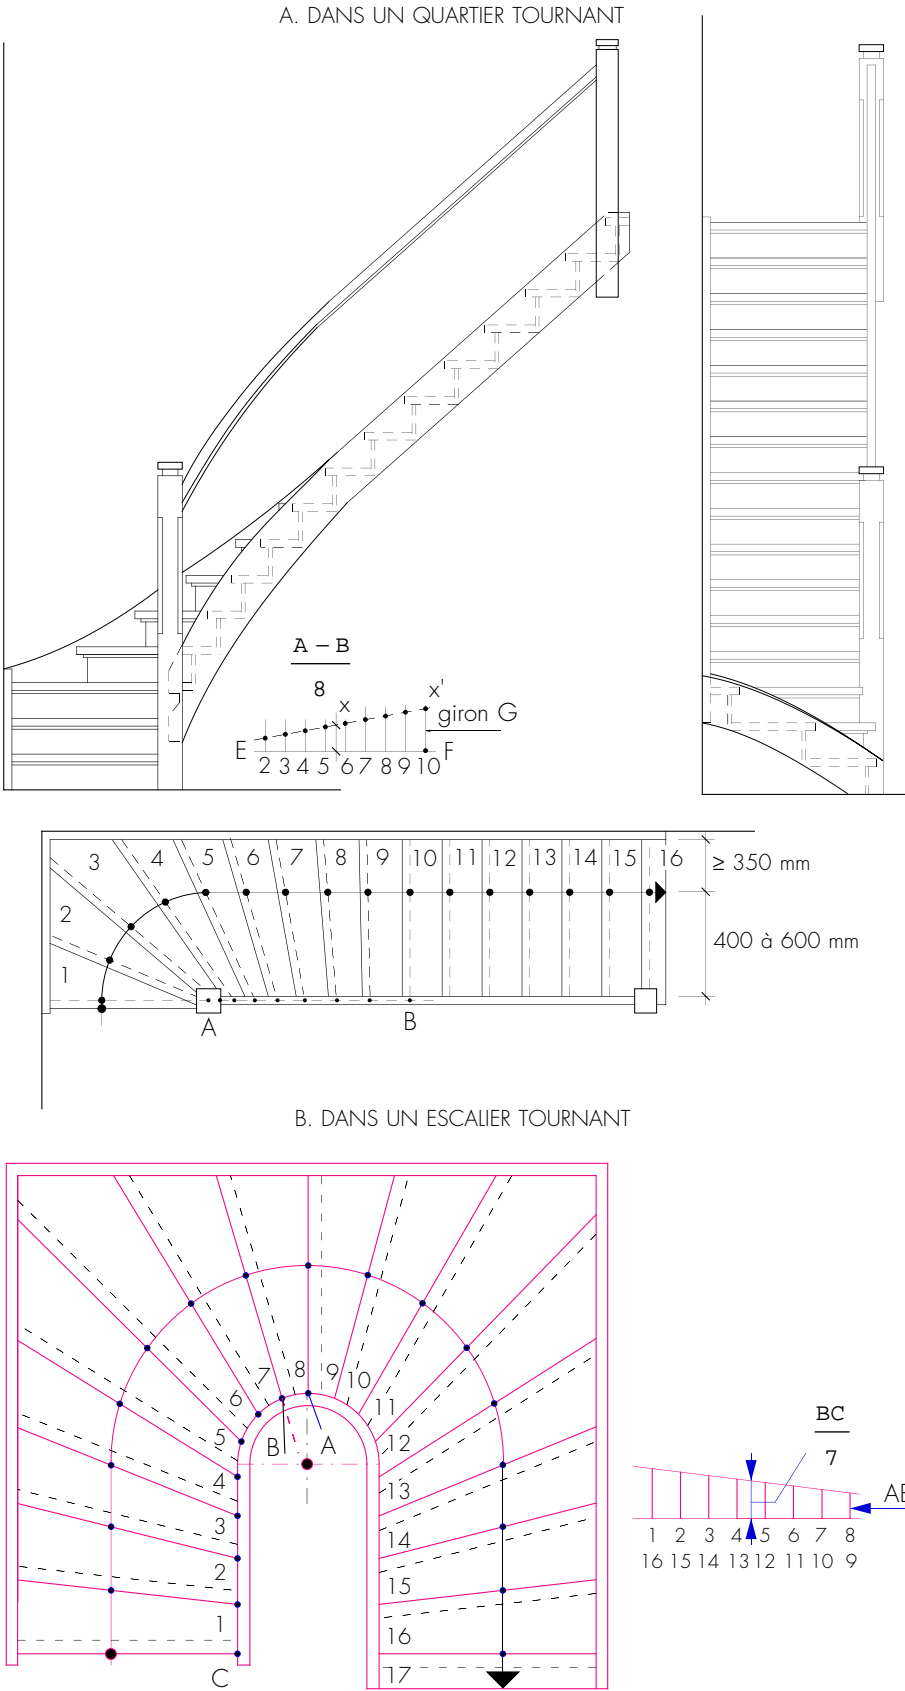 A. DANS UN QUARTIER TOURNANT
A – B
8
x
x'
giron G
E
F
2 3 4 5 6 7 8 9 10
3 4 5 6 7 8 9 10 11 12 13 14 15 16
≥ 350 mm
2
400 à 600 mm
1
A
B
B. DANS UN ESCALIER TOURNANT
7 8 9 10
6
11
5
B
A
12
4
13
3
14
2
15
1
16
C
17
BC
7
AB
1 2 3 4 5 6 7 8
16 15 14 13 12 11 10 9